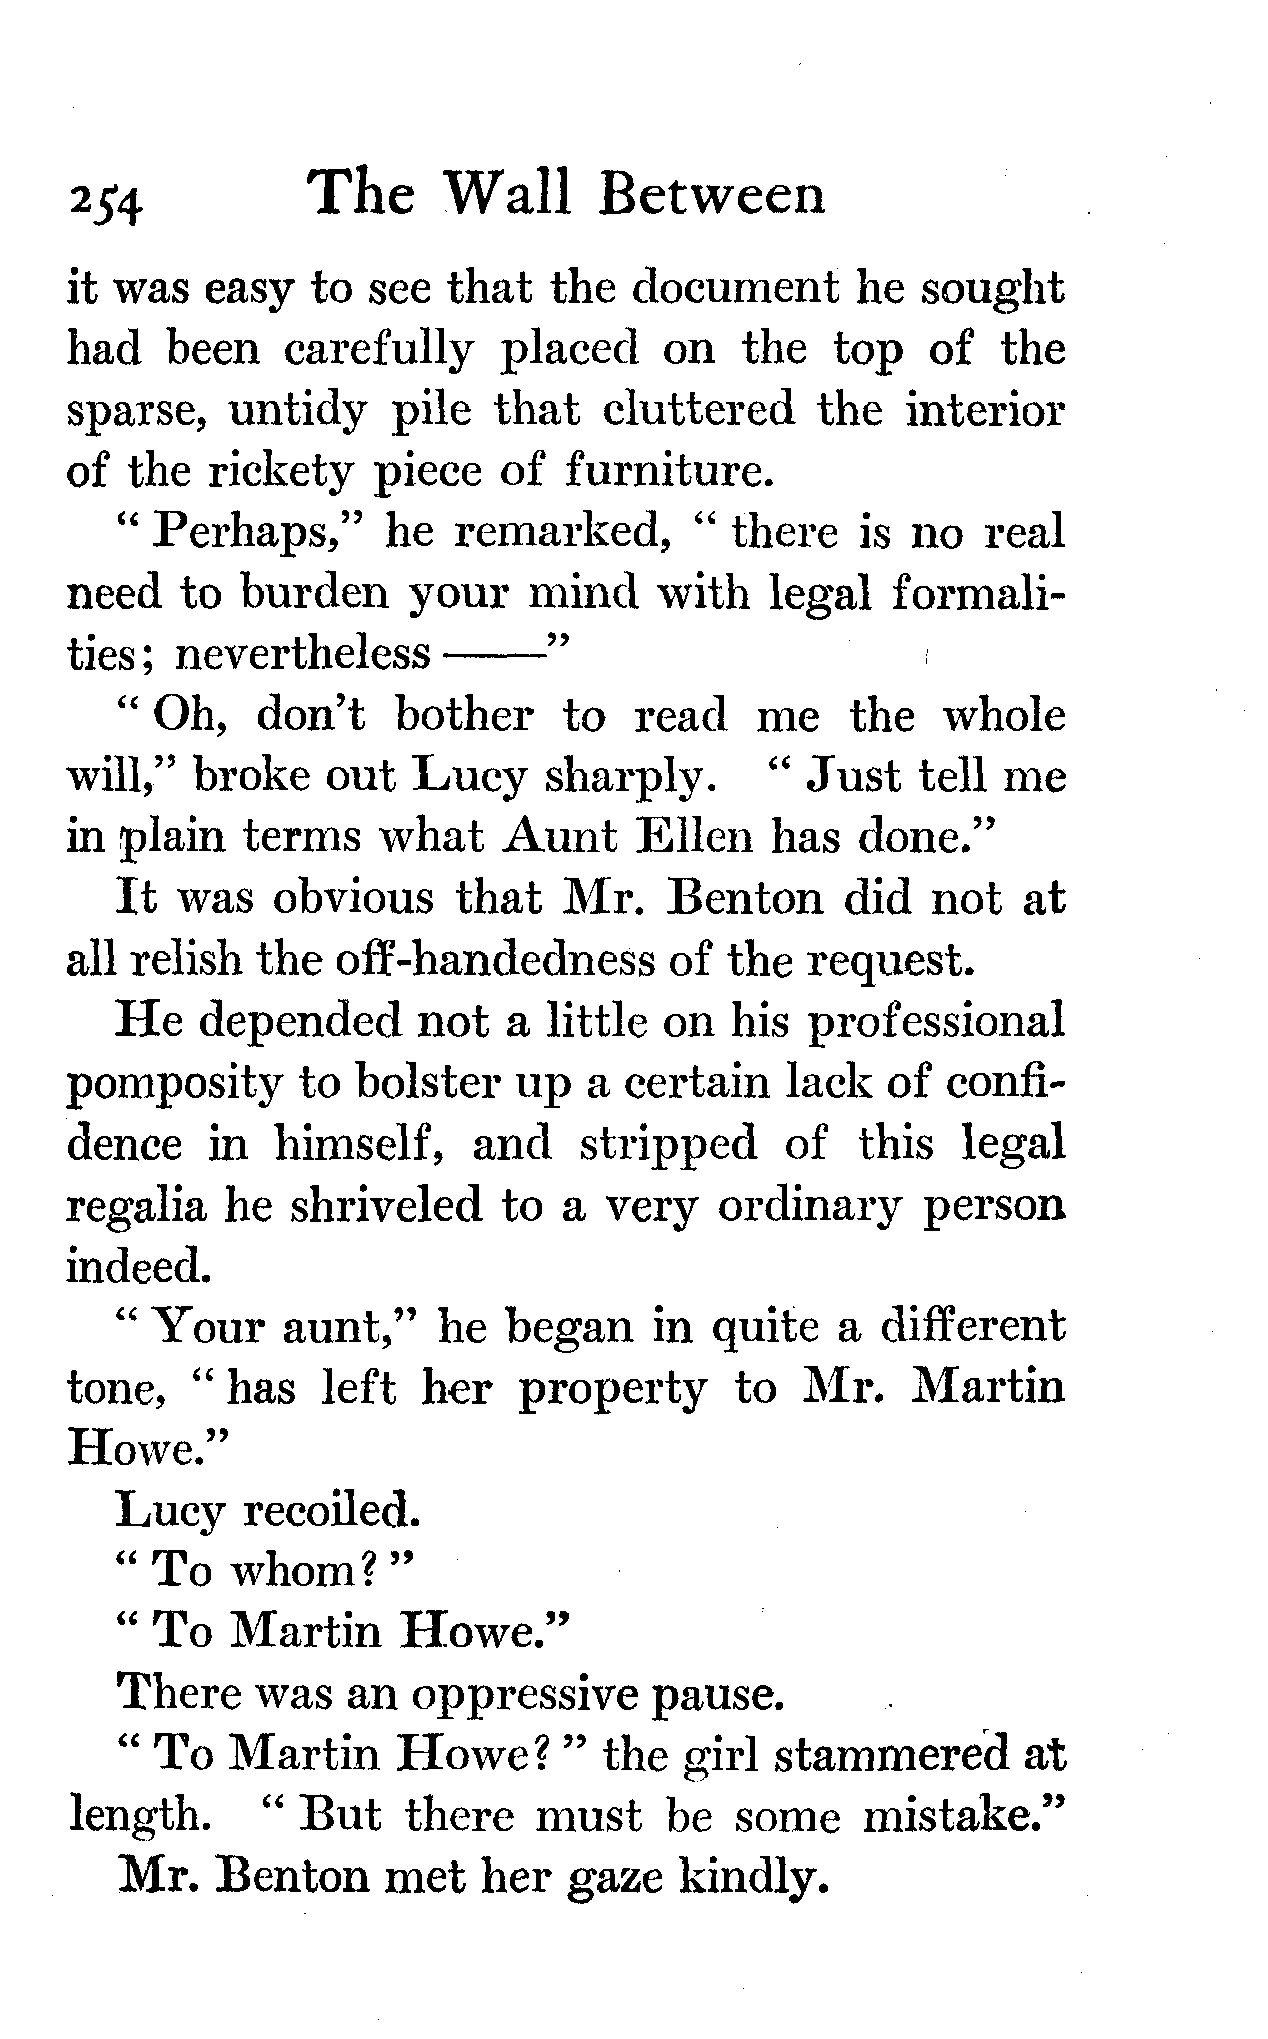 254 The Wall Between
it was easy to see that the document he sought
had been carefully placed on the top of the
sparse, untidy pile that cluttered the interior
of the rickety piece of furniture.
“ Perhaps,” he remarked, “ there is no real
need to burden your mind with legal formali-
ties; nevertheless ——”
“ Oh, don’t bother to read me the whole
will,” broke out Lucy sharply. “ Just tell me
in plain terms what Aunt Ellen has done.”
It was obvious that Mr. Benton did not at
all relish the off-handedness of the request.
He depended not a little on his professional
pomposity to bolster up a certain lack of confi-
dence in himself, and stripped of this legal
regalia he shriveled to a very ordinary person
indeed.
“ Your aunt,” he began in quite a different
tone, “ has left her property to Mr. Martin
Howe.”
Lucy recoiled.
“ To whom? ”
“ To Martin Howe.”
There was an oppressive pause.
“ To Martin Howe? ” the girl stammered at
length. “ But there must be some mistake.”
Mr. Benton met her gaze kindly.